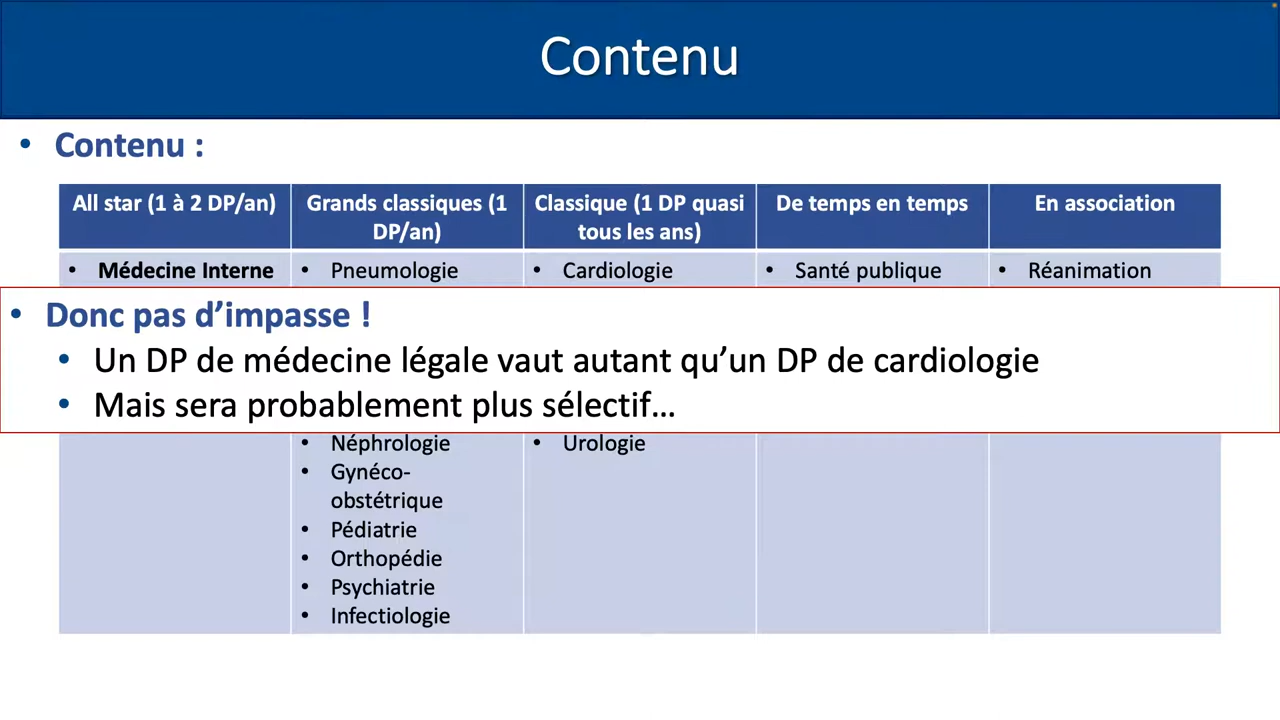 Contenu
• Contenu :
All star (1 à 2 DP/an)
Grands classiques (1
DP/an)
Classique (1 DP quasi
tous les ans)
De temps en temps
En association
• Médecine Interne
• Pneumologie
• Cardiologie
• Santé publique
• Réanimation
• Donc pas d’impasse !
• Un DP de médecine légale vaut autant qu’un DP de cardiologie
• Mais sera probablement plus sélectif…
• Néphrologie
• Urologie
• Gynéco-
obstétrique
• Pédiatrie
• Orthopédie
• Psychiatrie
• Infectiologie